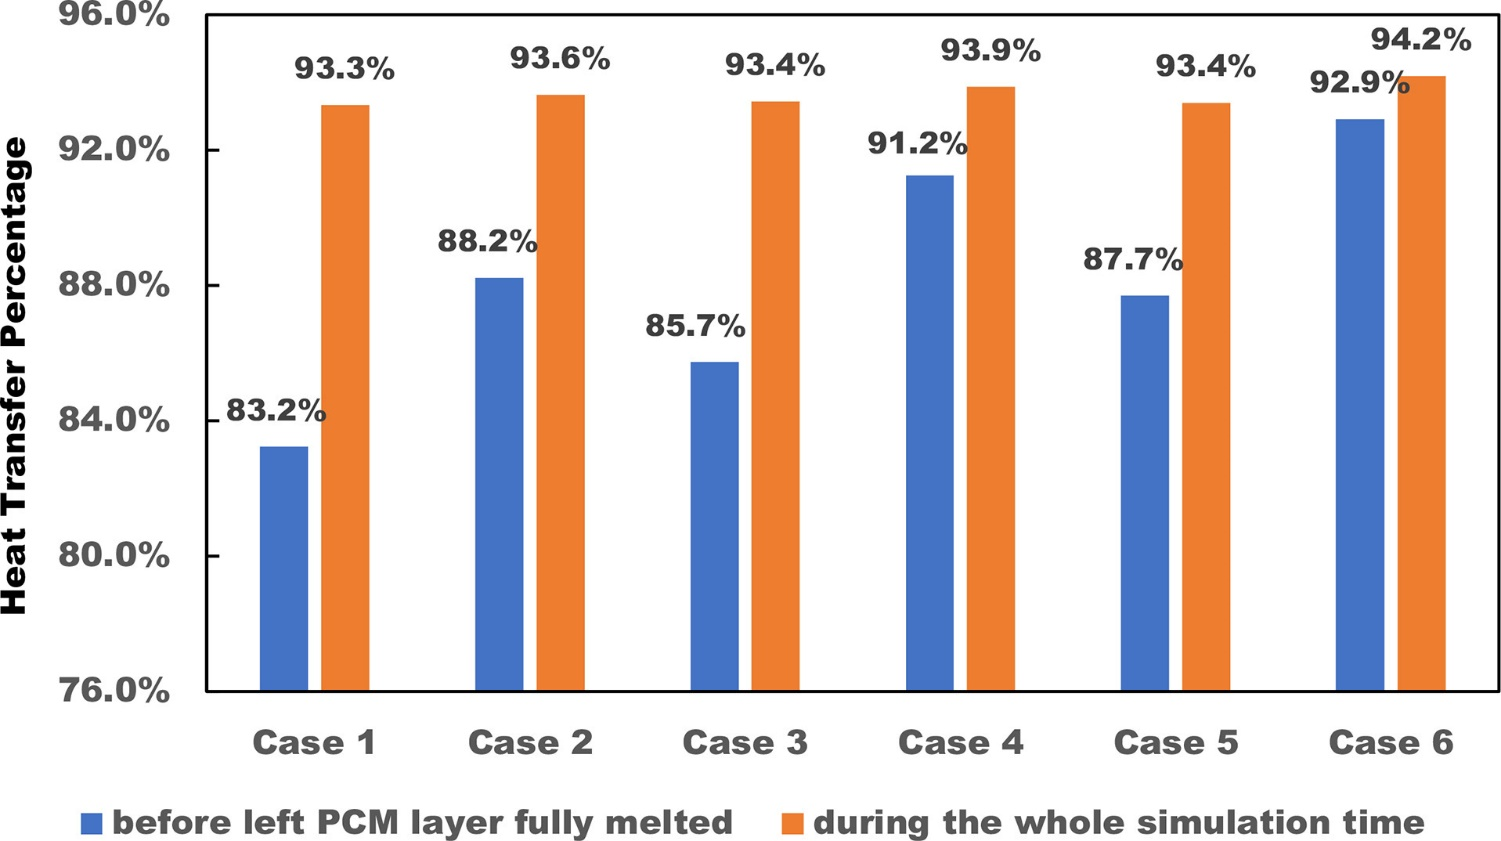 96.0%
92.0%
88.0%
84.0%
80.0%
76.0%
Heat Transfer Percentage
83.2%
93.3%
88.2%
93.6%
85.7%
93.4%
91.2%
93.9%
87.7%
93.4%
92.9%
94.2%
Case 1
Case 2
Case 3
Case 4
Case 5
Case 6
before left PCM layer fully melted
during the whole simulation time